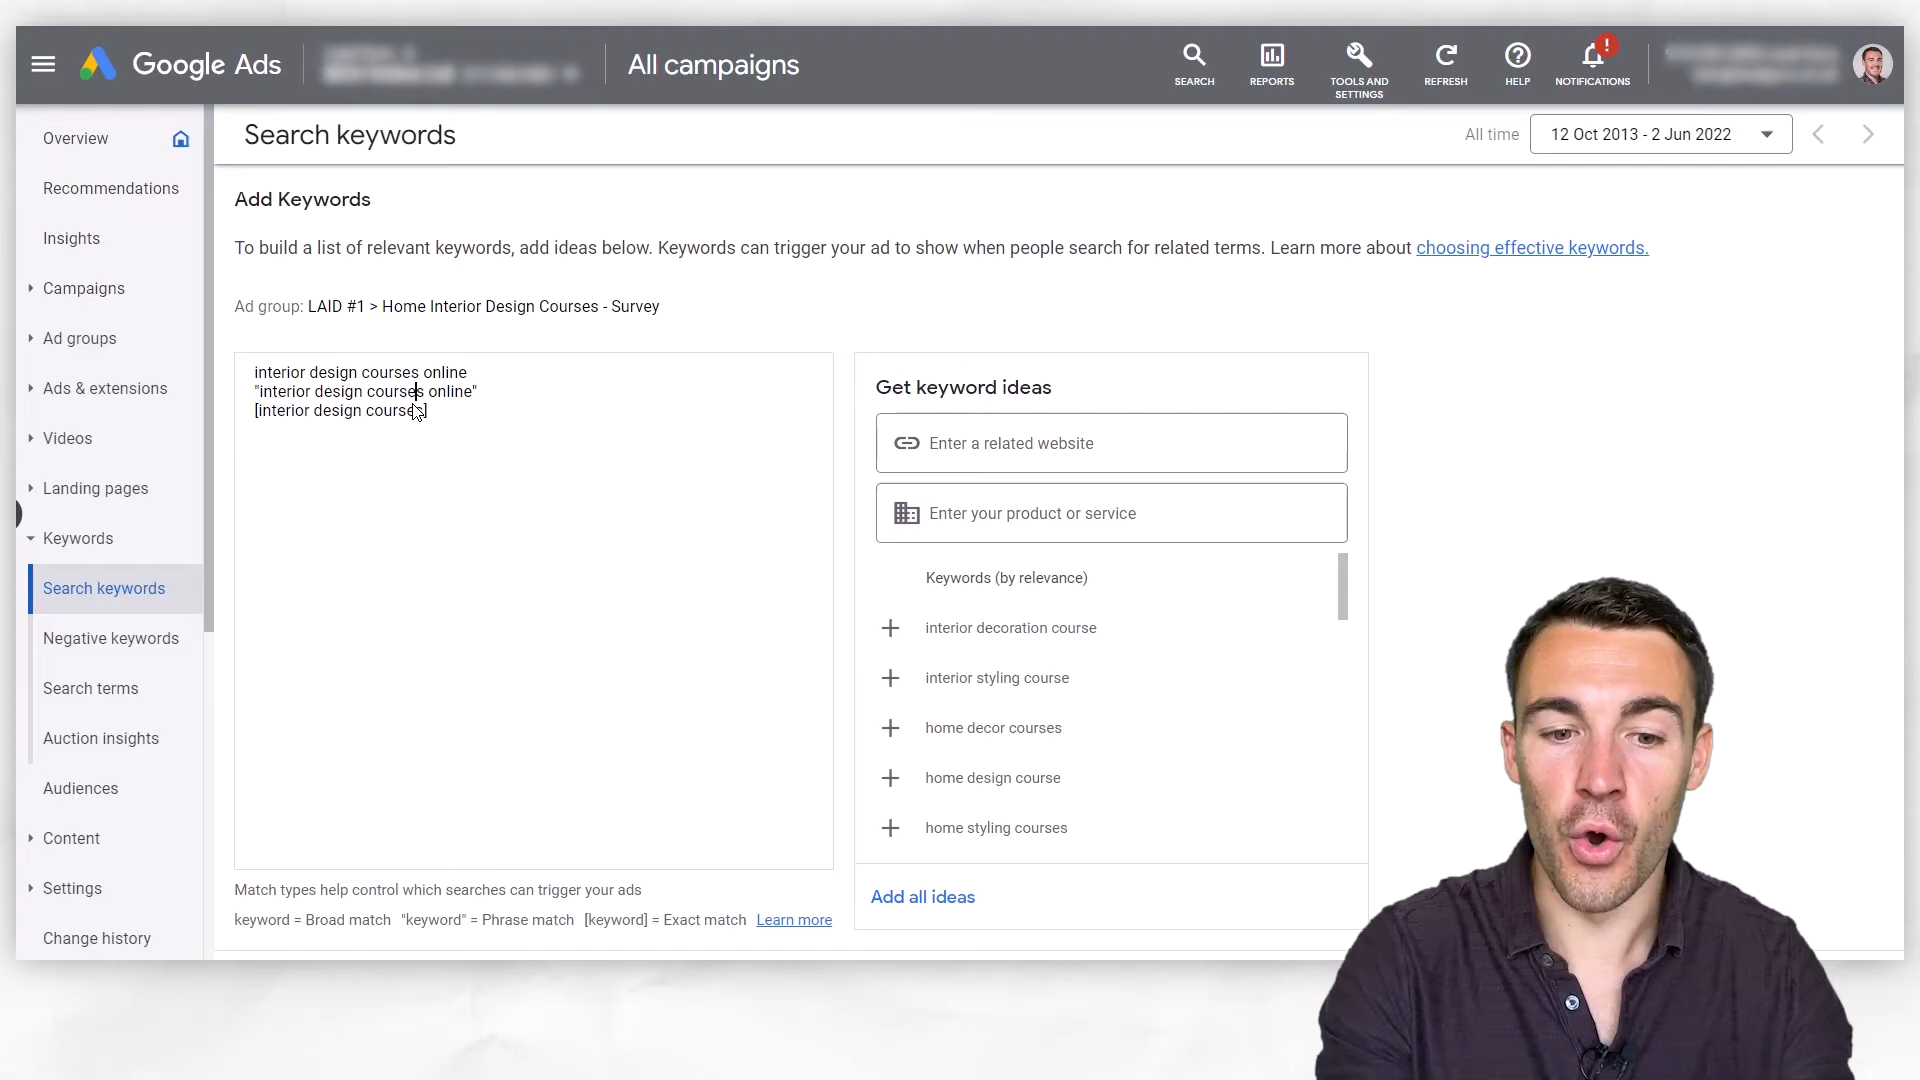 Google Ads
All campaigns
SEARCH
REPORTS
TOOLS AND
SETTINGS
REFRESH
HELP
!
NOTIFICATIONS
Overview
Recommendations
Insights
Campaigns
Ad groups
Ads & extensions
Videos
Landing pages
Keywords
Search keywords
Negative keywords
Search terms
Auction insights
Audiences
Content
Settings
Change history
Search keywords
All time
12 Oct 2013 - 2 Jun 2022
Add Keywords
To build a list of relevant keywords, add ideas below. Keywords can trigger your ad to show when people search for related terms. Learn more about choosing effective keywords.
Ad group: LAID #1 > Home Interior Design Courses - Survey
interior design courses online
"interior design courses online"
[interior design courses]
Match types help control which searches can trigger your ads
keyword = Broad match "keyword" = Phrase match [keyword] = Exact match Learn more
Get keyword ideas
Enter a related website
Enter your product or service
Keywords (by relevance)
interior decoration course
interior styling course
home decor courses
home design course
home styling courses
Add all ideas